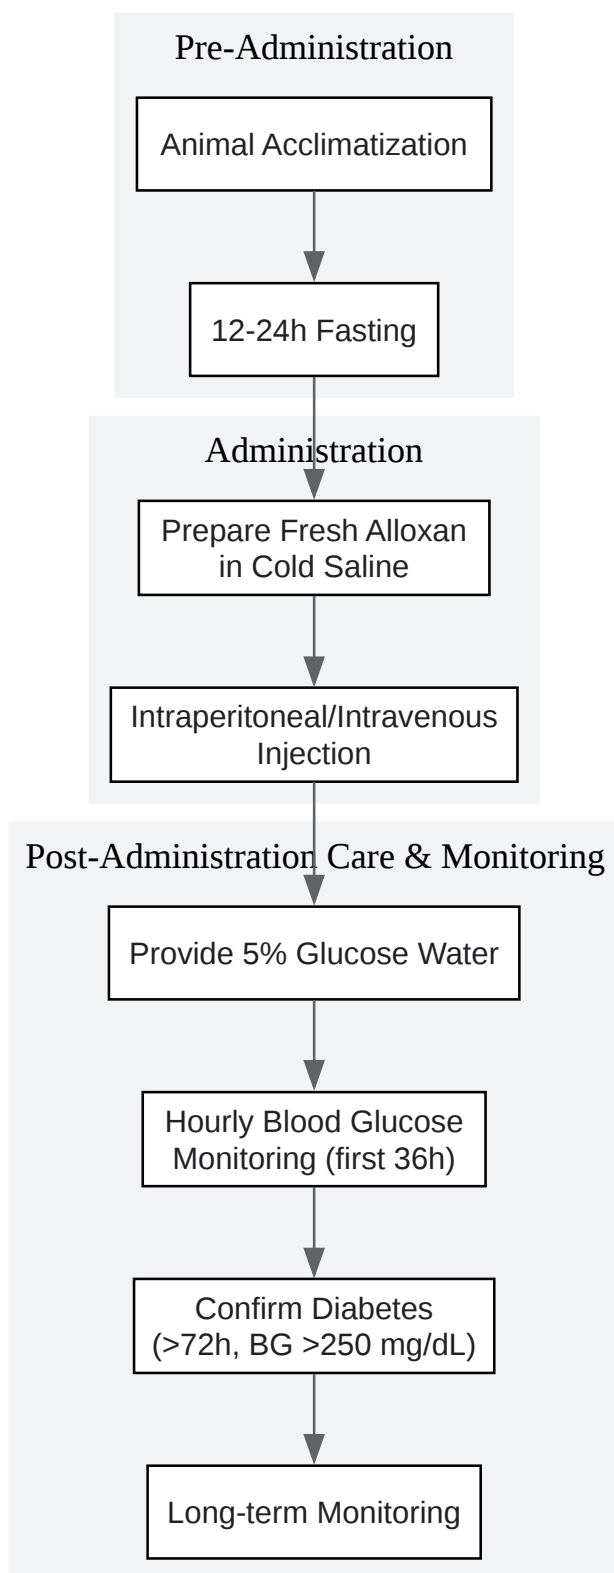 Pre-Administration
Animal Acclimatization
12-24h Fasting
Administration
Prepare Fresh Alloxan
in Cold Saline
Intraperitoneal/Intravenous
Injection
Post-Administration Care & Monitoring
Provide 5% Glucose Water
Hourly Blood Glucose
Monitoring (first 36h)
Confirm Diabetes
(>72h, BG >250 mg/dL)
Long-term Monitoring